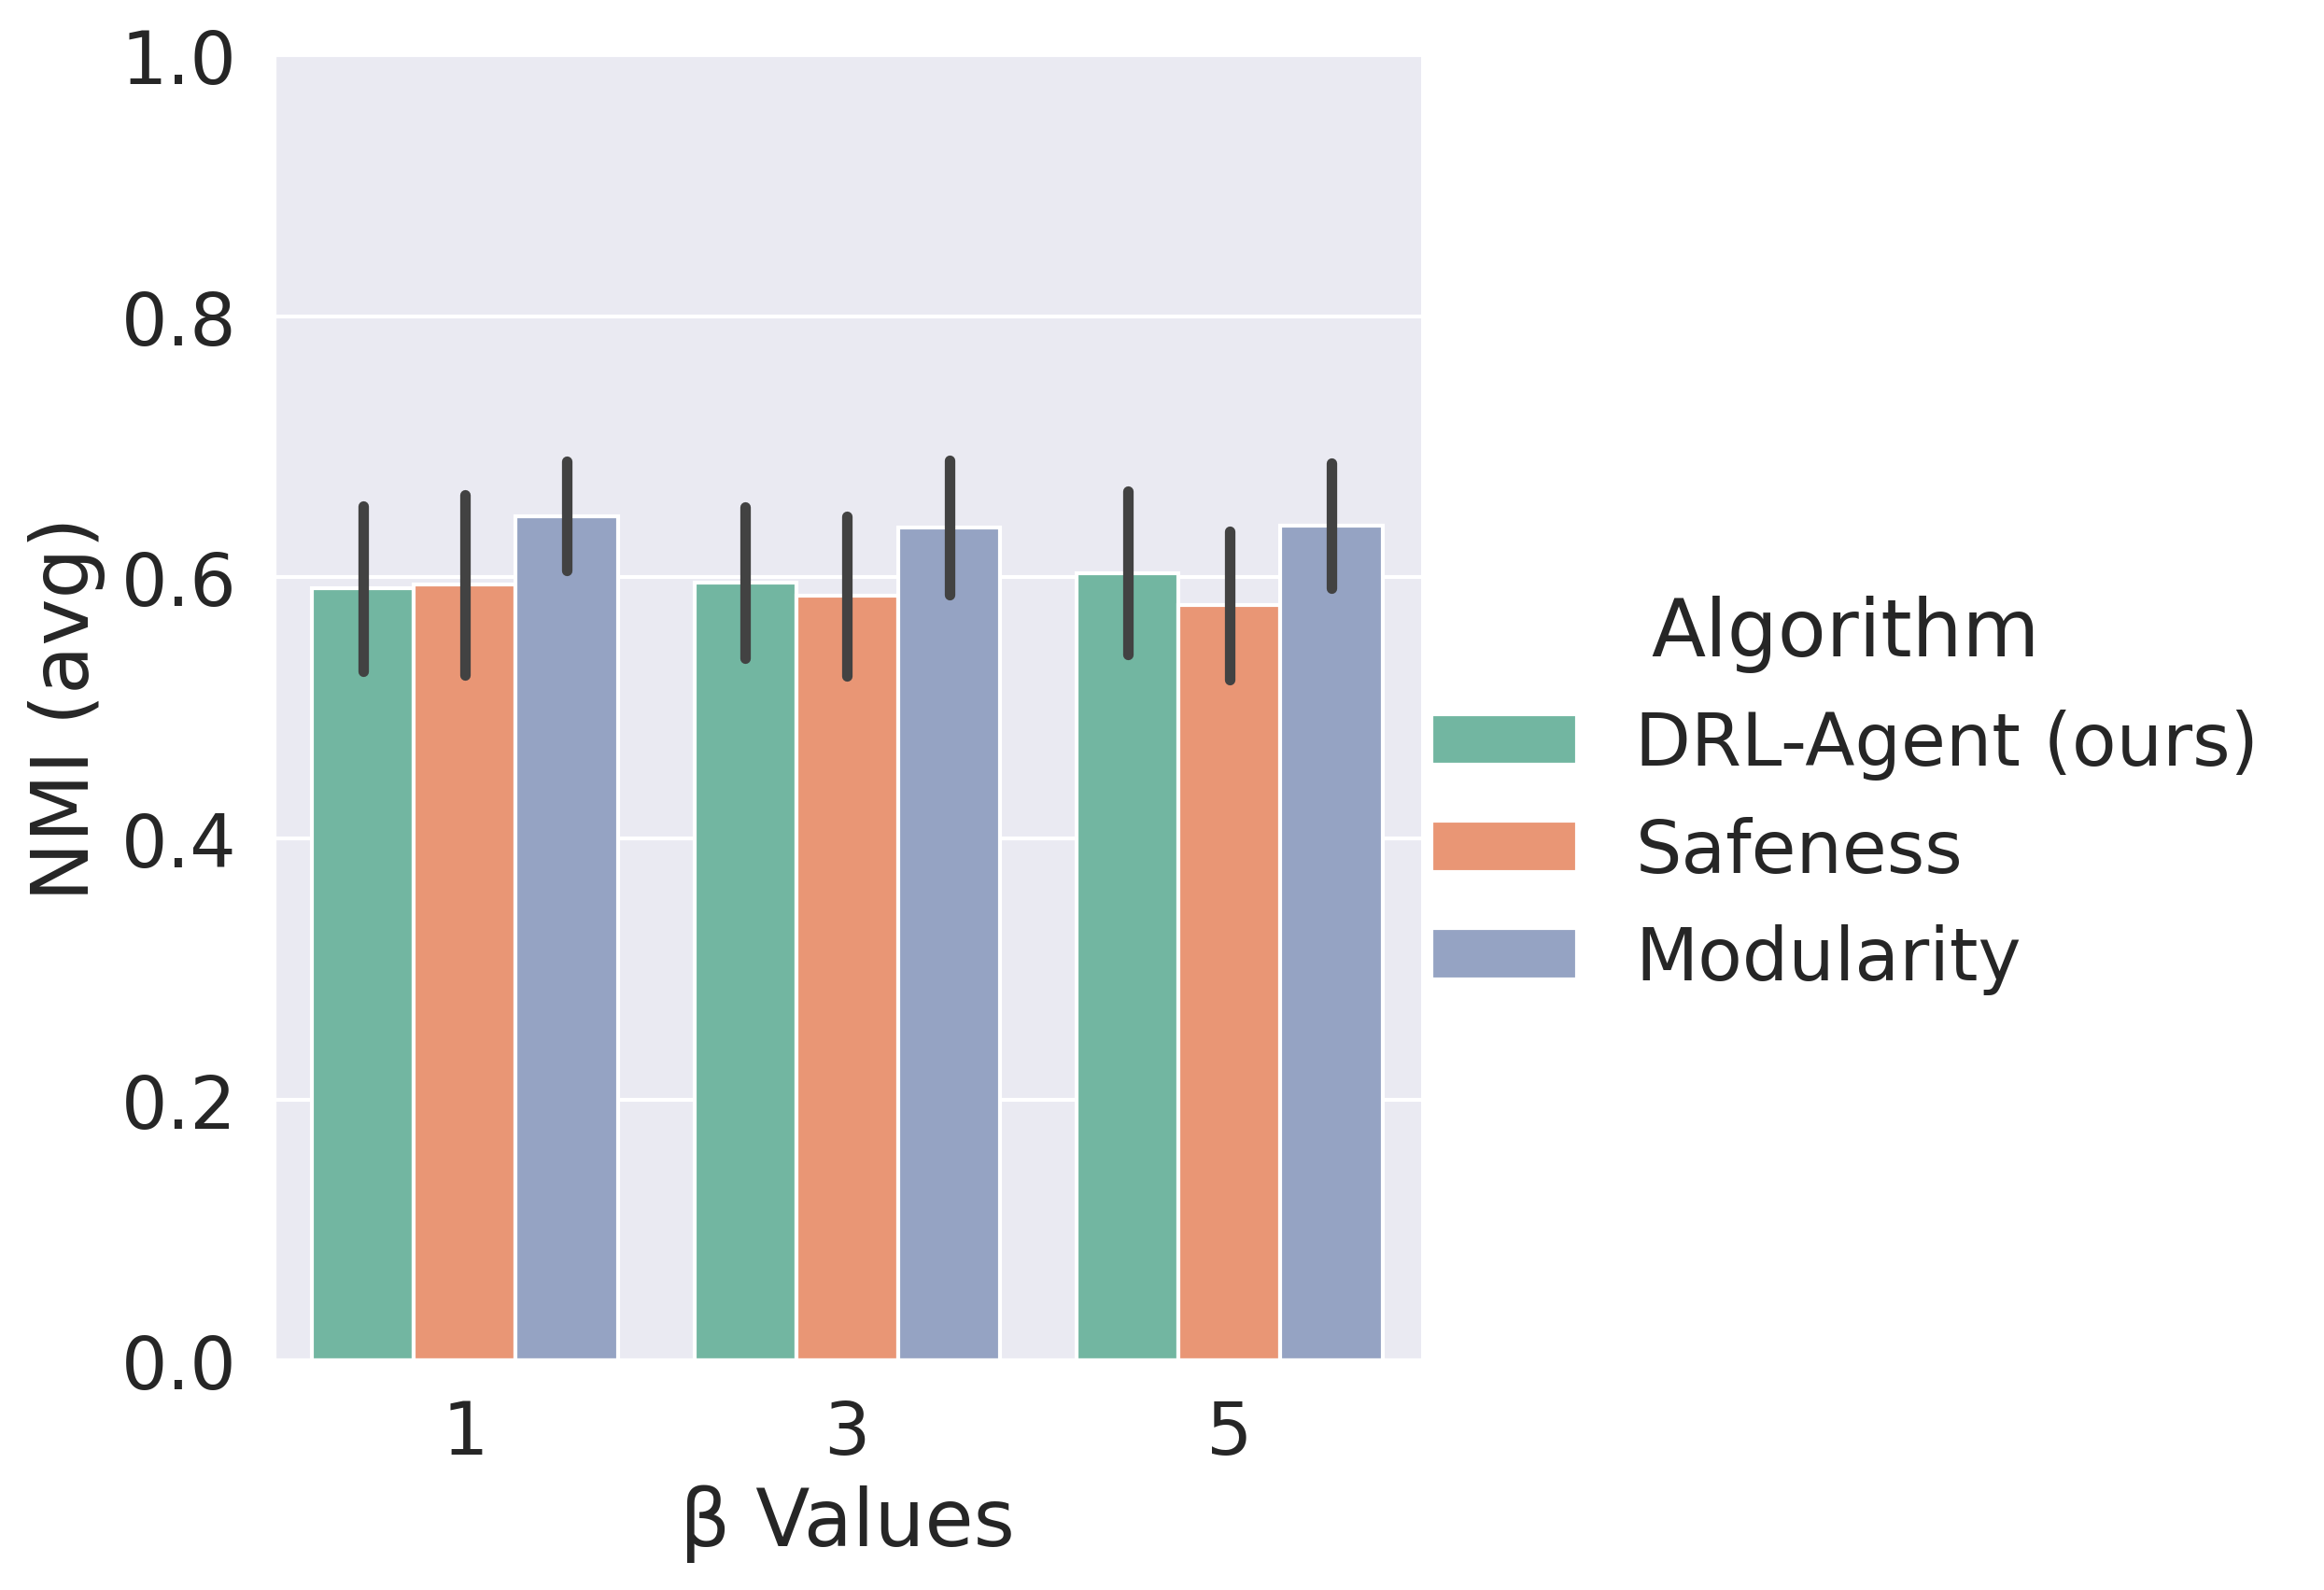 1.0
0.8
0.6
0.4
0.2
0.0
NMI (avg)
1 3 5
β Values
Algorithm
DRL-Agent (ours)
Safeness
Modularity